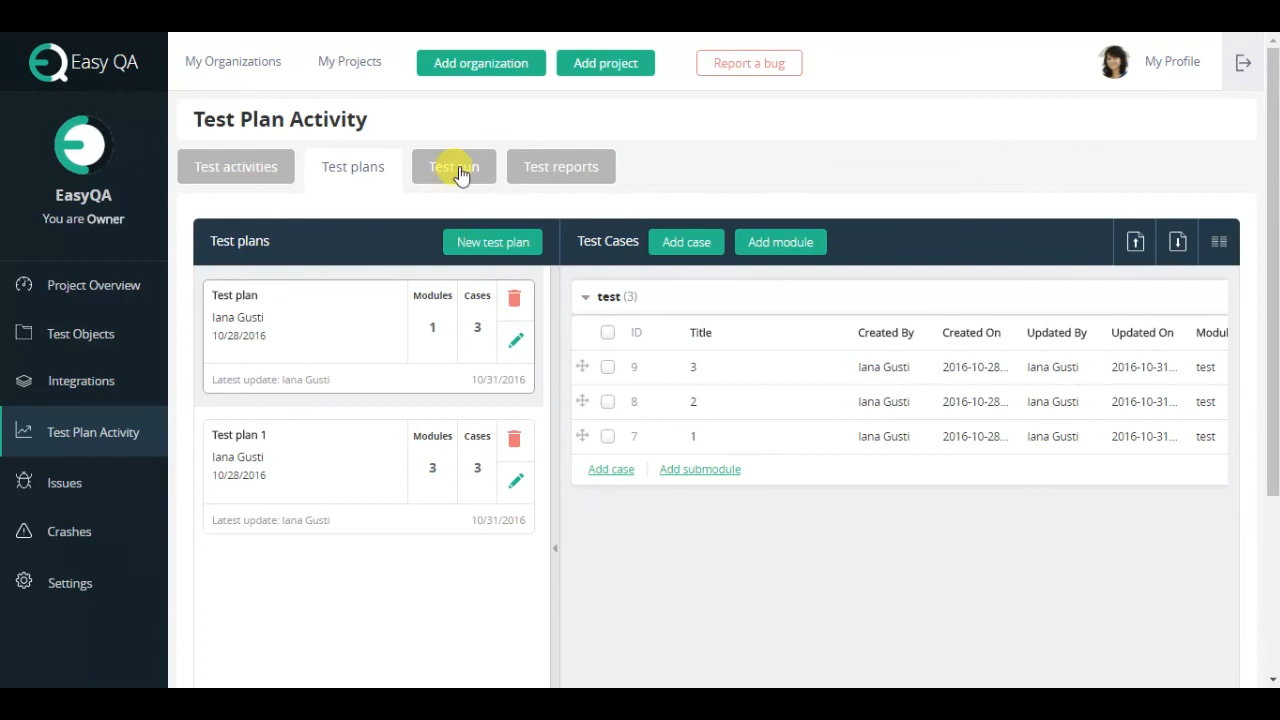 Easy QA
My Organizations My Projects Add organization Add project Report a bug My Profile
EasyQA
You are Owner
Project Overview
Test Objects
Integrations
Test Plan Activity
Issues
Crashes
Settings
Test Plan Activity
Test activities Test plans Test run Test reports
Test plans New test plan
Test plan Modules Cases
Iana Gusti 1 3
10/28/2016
Latest update: Iana Gusti 10/31/2016
Test plan 1 Modules Cases
Iana Gusti 3 3
10/28/2016
Latest update: Iana Gusti 10/31/2016
Test Cases Add case Add module
test (3)
ID Title Created By Created On Updated By Updated On Modul
9 3 Iana Gusti 2016-10-28... Iana Gusti 2016-10-31... test
8 2 Iana Gusti 2016-10-28... Iana Gusti 2016-10-31... test
7 1 Iana Gusti 2016-10-28... Iana Gusti 2016-10-31... test
Add case Add submodule